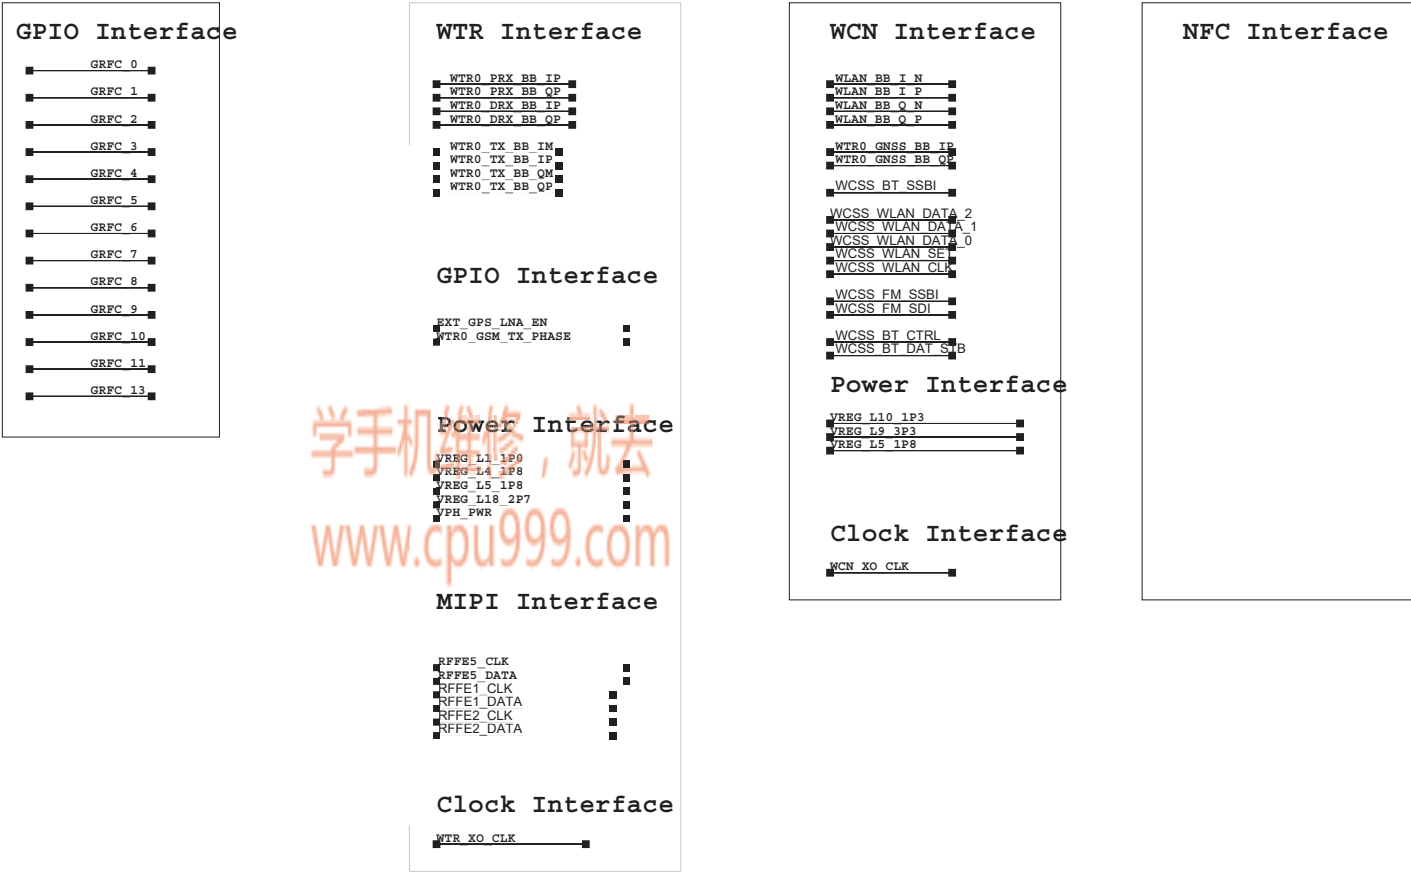 GPIO Interface
GRFC_0
GRFC_1
GRFC_2
GRFC_3
GRFC_4
GRFC_5
GRFC_6
GRFC_7
GRFC_8
GRFC_9
GRFC_10
GRFC_11
GRFC_13
WTR Interface
WTR0_PRX_BB_IP
WTR0_PRX_BB_QP
WTR0_DRX_BB_IP
WTR0_DRX_BB_QP
WTR0_TX_BB_IM
WTR0_TX_BB_IP
WTR0_TX_BB_QM
WTR0_TX_BB_QP
GPIO Interface
EXT_GPS_LNA_EN
WTR0_GSM_TX_PHASE
Power Interface
VREG_L1_1P0
VREG_L4_1P8
VREG_L5_1P8
VREG_L18_2P7
VPH_PWR
学手机维修，就去
www.cpu999.com
MIPI Interface
RFFE5_CLK
RFFE5_DATA
RFFE1_CLK
RFFE1_DATA
RFFE2_CLK
RFFE2_DATA
Clock Interface
WTR_XO_CLK
WCN Interface
WLAN_BB_I_N
WLAN_BB_I_P
WLAN_BB_Q_N
WLAN_BB_Q_P
WTR0_GNSS_BB_IP
WTR0_GNSS_BB_QP
WCSS_BT_SSBI
WCSS_WLAN_DATA_2
WCSS_WLAN_DATA_1
WCSS_WLAN_DATA_0
WCSS_WLAN_SET
WCSS_WLAN_CLK
WCSS_FM_SSBI
WCSS_FM_SDI
WCSS_BT_CTRL
WCSS_BT_DAT_STB
Power Interface
VREG_L10_1P3
VREG_L9_3P3
VREG_L5_1P8
Clock Interface
WCN_XO_CLK
NFC Interface